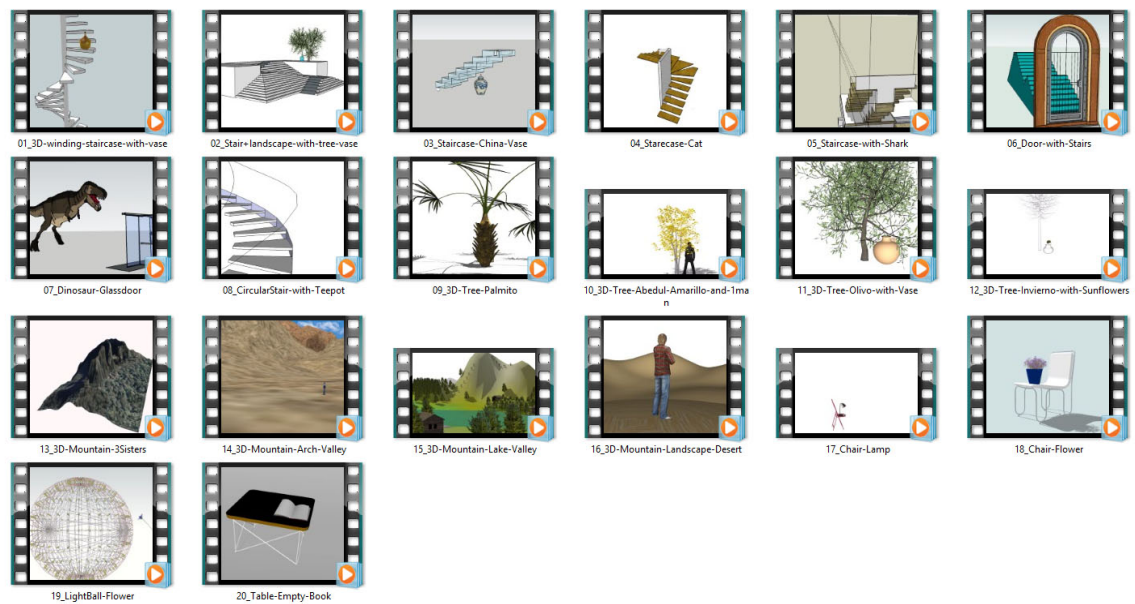 01_3D-winding-staircase-with-vase
02_Stair+landscape-with-tree-vase
03_Staircase-China-Vase
04_Starecase-Cat
05_Staircase-with-Shark
06_Door-with-Stairs
07_Dinosaur-Glassdoor
08_CircularStair-with-Teepot
09_3D-Tree-Palmito
10_3D-Tree-Abedul-Amarillo-and-1ma
n
11_3D-Tree-Olivo-with-Vase
12_3D-Tree-Invierno-with-Sunflowers
13_3D-Mountain-3Sisters
14_3D-Mountain-Arch-Valley
15_3D-Mountain-Lake-Valley
16_3D-Mountain-Landscape-Desert
17_Chair-Lamp
18_Chair-Flower
19_LightBall-Flower
20_Table-Empty-Book